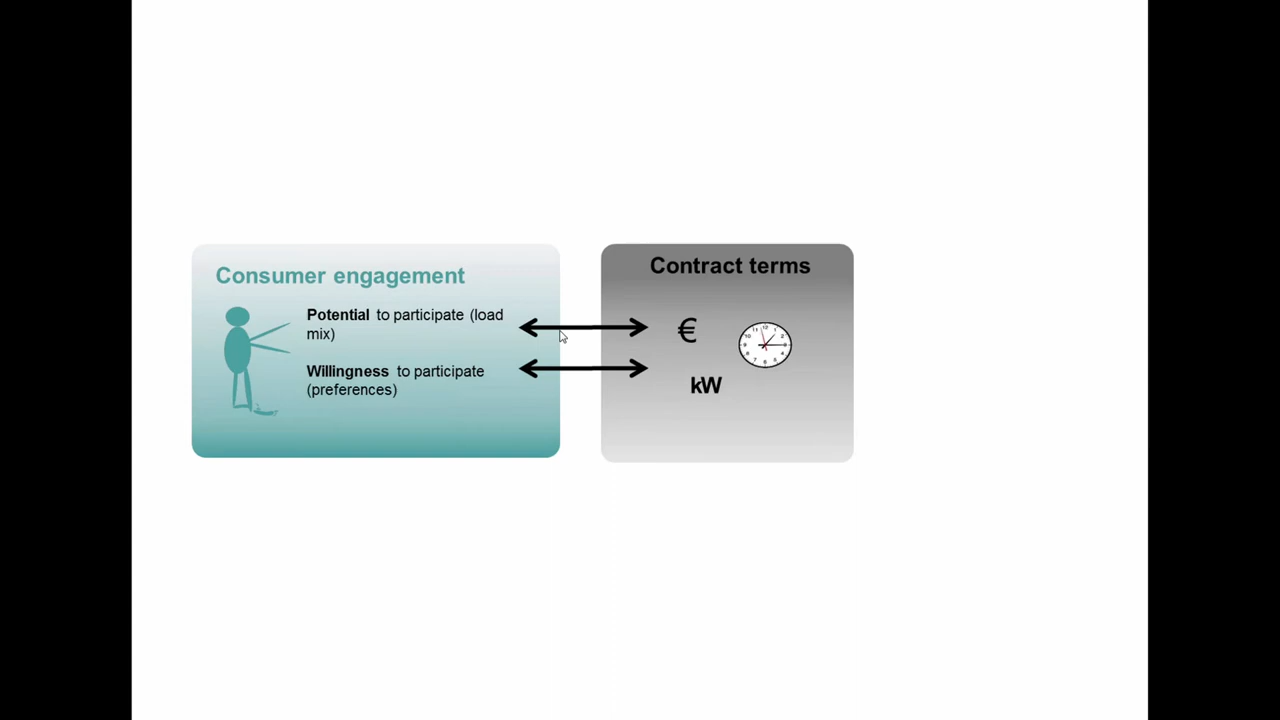 Consumer engagement
Potential to participate (load
mix)
Willingness to participate
(preferences)
Contract terms
€
kW